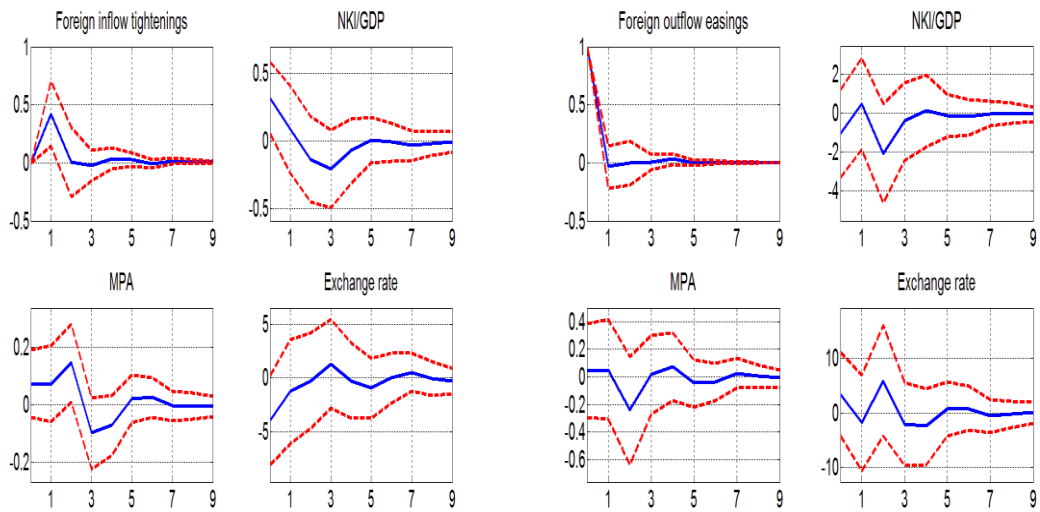 Foreign inflow tightenings
NKI/GDP
Foreign outflow easings
NKI/GDP
1
0.5
0
-0.5
1 3 5 7 9
0.5
0
-0.5
1 3 5 7 9
1
0.5
0
-0.5
1 3 5 7 9
2
0
-2
-4
1 3 5 7 9
MPA
Exchange rate
MPA
Exchange rate
0.2
0
-0.2
1 3 5 7 9
5
0
-5
1 3 5 7 9
0.4
0.2
0
-0.2
-0.4
-0.6
1 3 5 7 9
10
0
-10
1 3 5 7 9